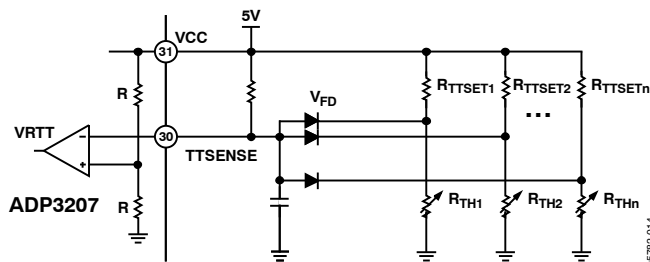 5V
31
VCC
R
VFD
RTTSET1
RTTSET2
RTTSETn
...
VRTT
–
30
TTSENSE
+
ADP3207
R
RTH1
RTH2
RTHn